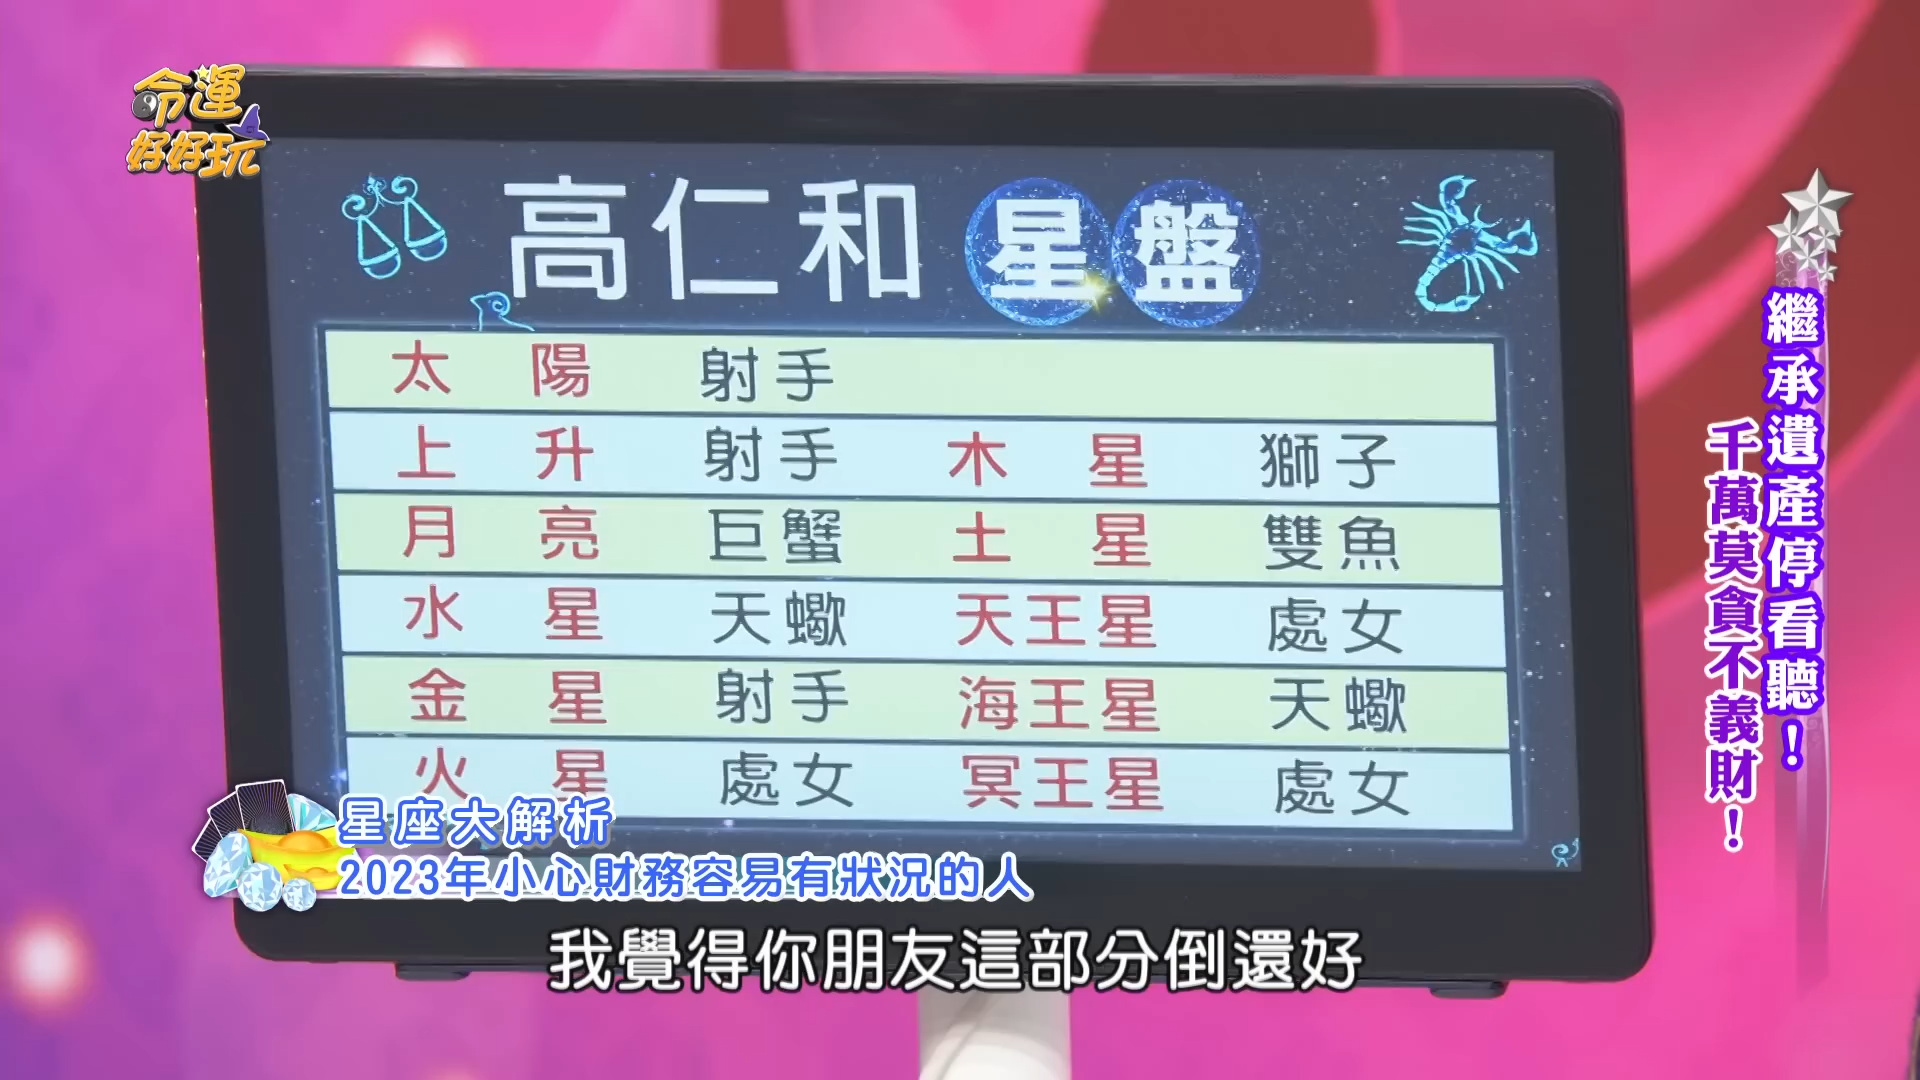 命運
好好玩
高仁和星盤
太陽 射手
上升 射手 木星 獅子
月亮 巨蟹 土星 雙魚
水星 天蠍 天王星 處女
金星 射手 海王星 天蠍
火星 處女 冥王星 處女
繼承遺產停看聽！
千萬莫貪不義財！
星座大解析
2023年小心財務容易有狀況的人
我覺得你朋友這部分倒還好